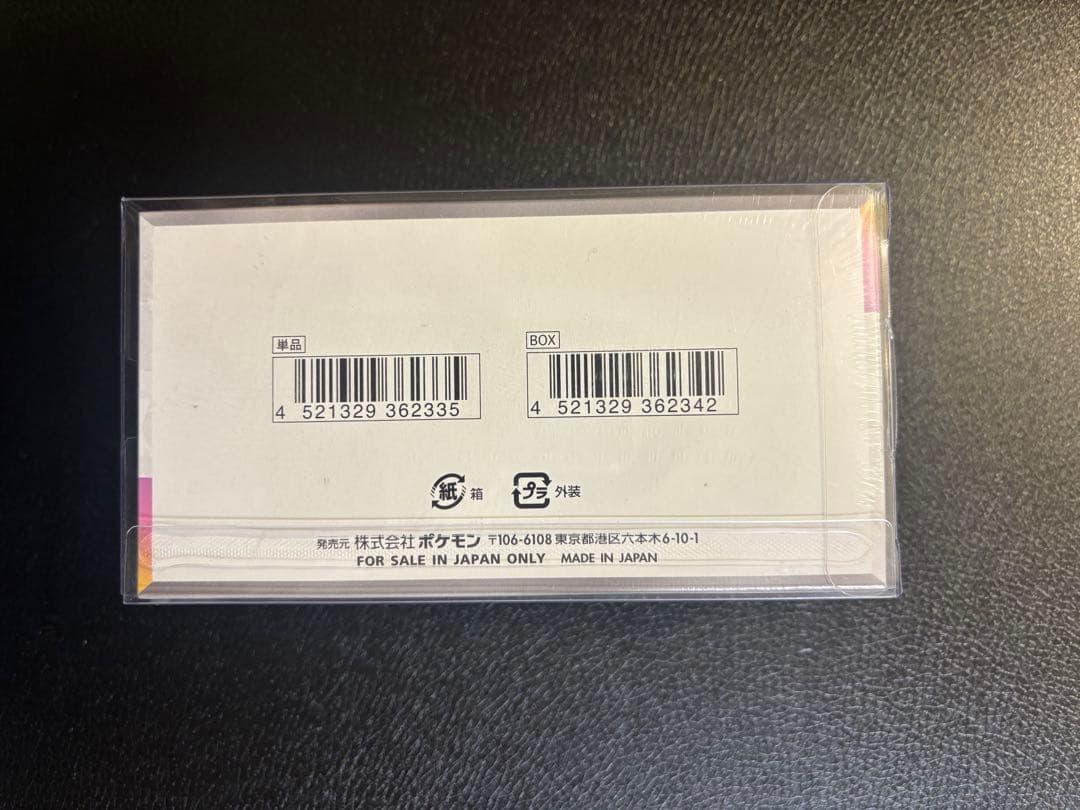 単品
4 521329 362335
BOX
4 521329 362342
紙 箱 プラ 外装
発売元 株式会社 ポケモン 〒106-6108 東京都港区六本木6-10-1
FOR SALE IN JAPAN ONLY MADE IN JAPAN